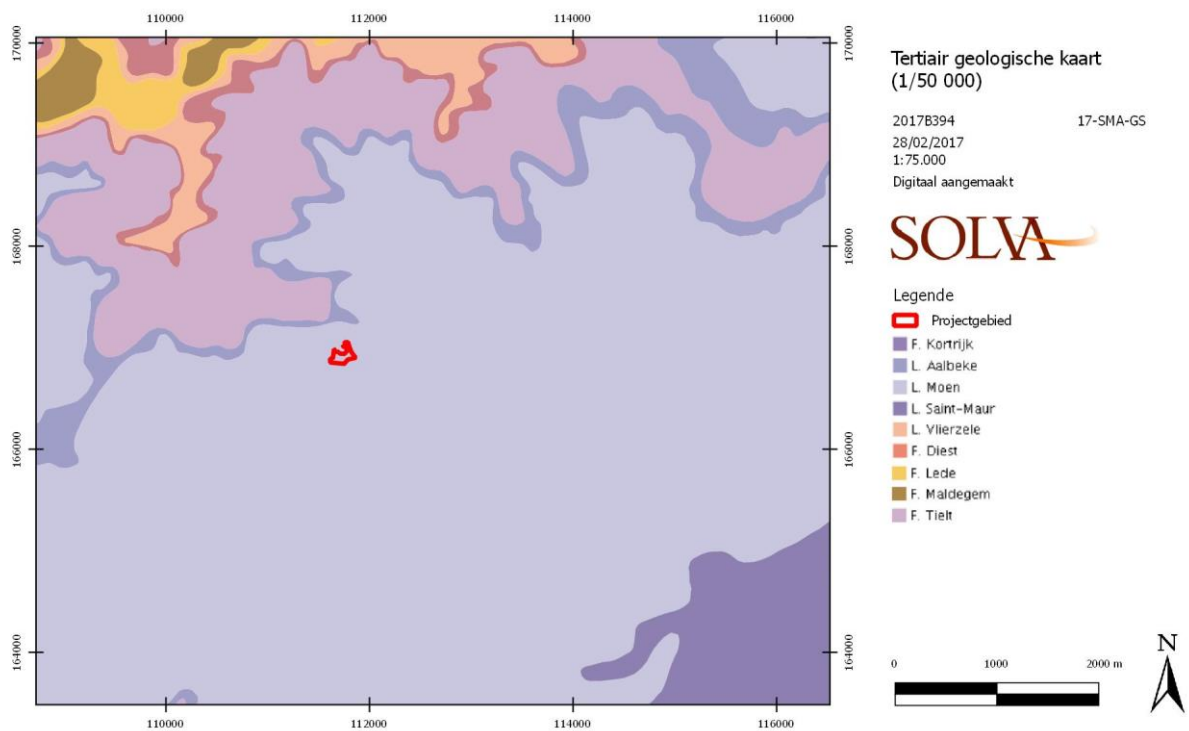 110000
112000
114000
116000
170000
170000
168000
168000
166000
166000
164000
164000
110000
112000
114000
116000
Tertiair geologische kaart
(1/50 000)
2017B394 17-SMA-GS
28/02/2017
1:75.000
Digitaal aangemaakt
SOLVA
Legende
Projectgebied
F. Kortrijk
L. Aalbeke
L. Moen
L. Saint-Maur
L. Vlierzele
F. Diest
F. Lede
F. Maldegem
F. Tielt
N
0 1000 2000 m